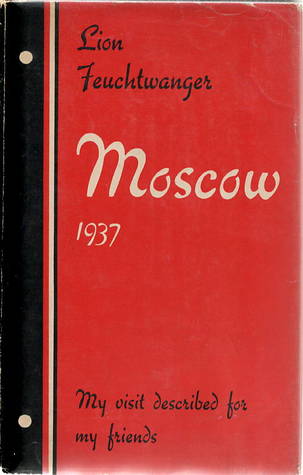 Lion
Feuchtwanger
Moscow
1937
My visit described for
my friends